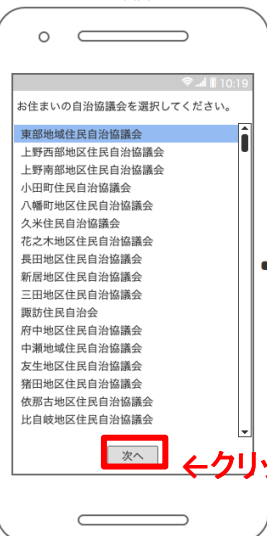 10:19
お住まいの自治協議会を選択してください。
東部地域住民自治協議会
上野西部地区住民自治協議会
上野南部地区住民自治協議会
小田町住民自治協議会
八幡町地区住民自治協議会
久米住民自治協議会
花之木地区住民自治協議会
長田地区住民自治協議会
新居地区住民自治協議会
三田地区住民自治協議会
諏訪住民自治会
府中地区住民自治協議会
中瀬地域住民自治協議会
友生地区住民自治協議会
猪田地区住民自治協議会
依那古地区住民自治協議会
比自岐地区住民自治協議会
次へ
←クリッ